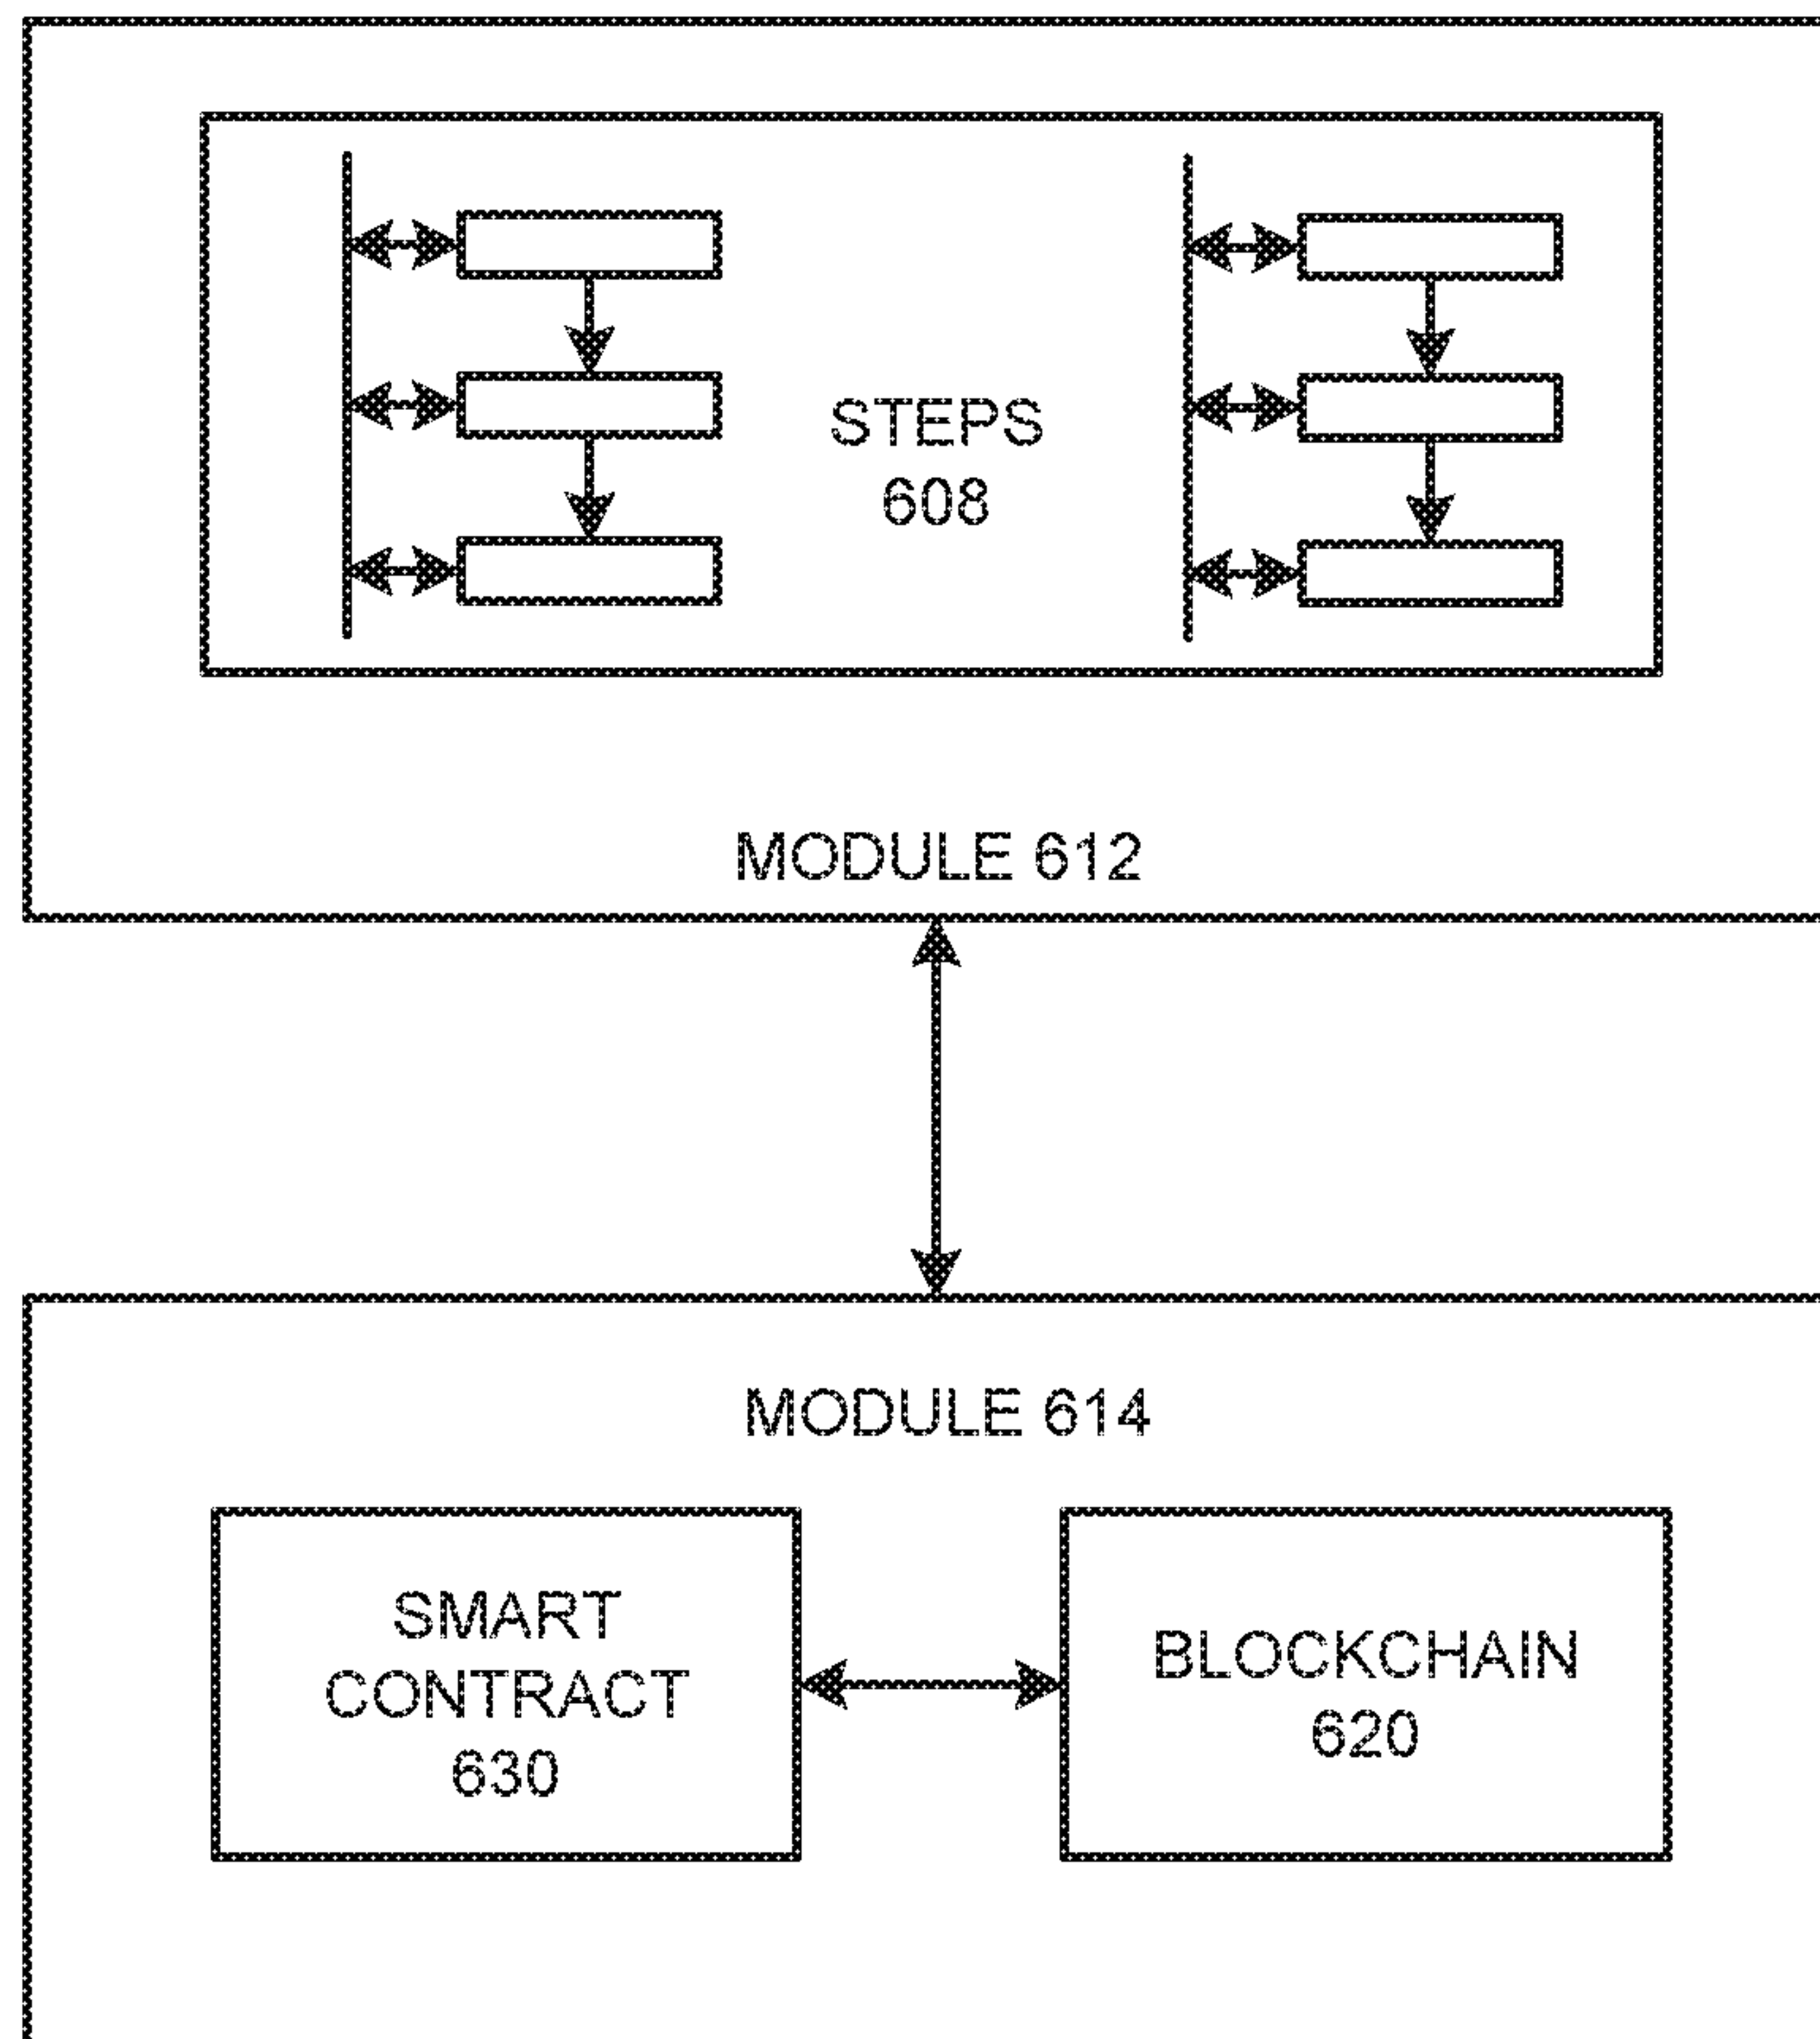 STEPS
608
MODULE 612
MODULE 614
SMART
CONTRACT
630
BLOCKCHAIN
620